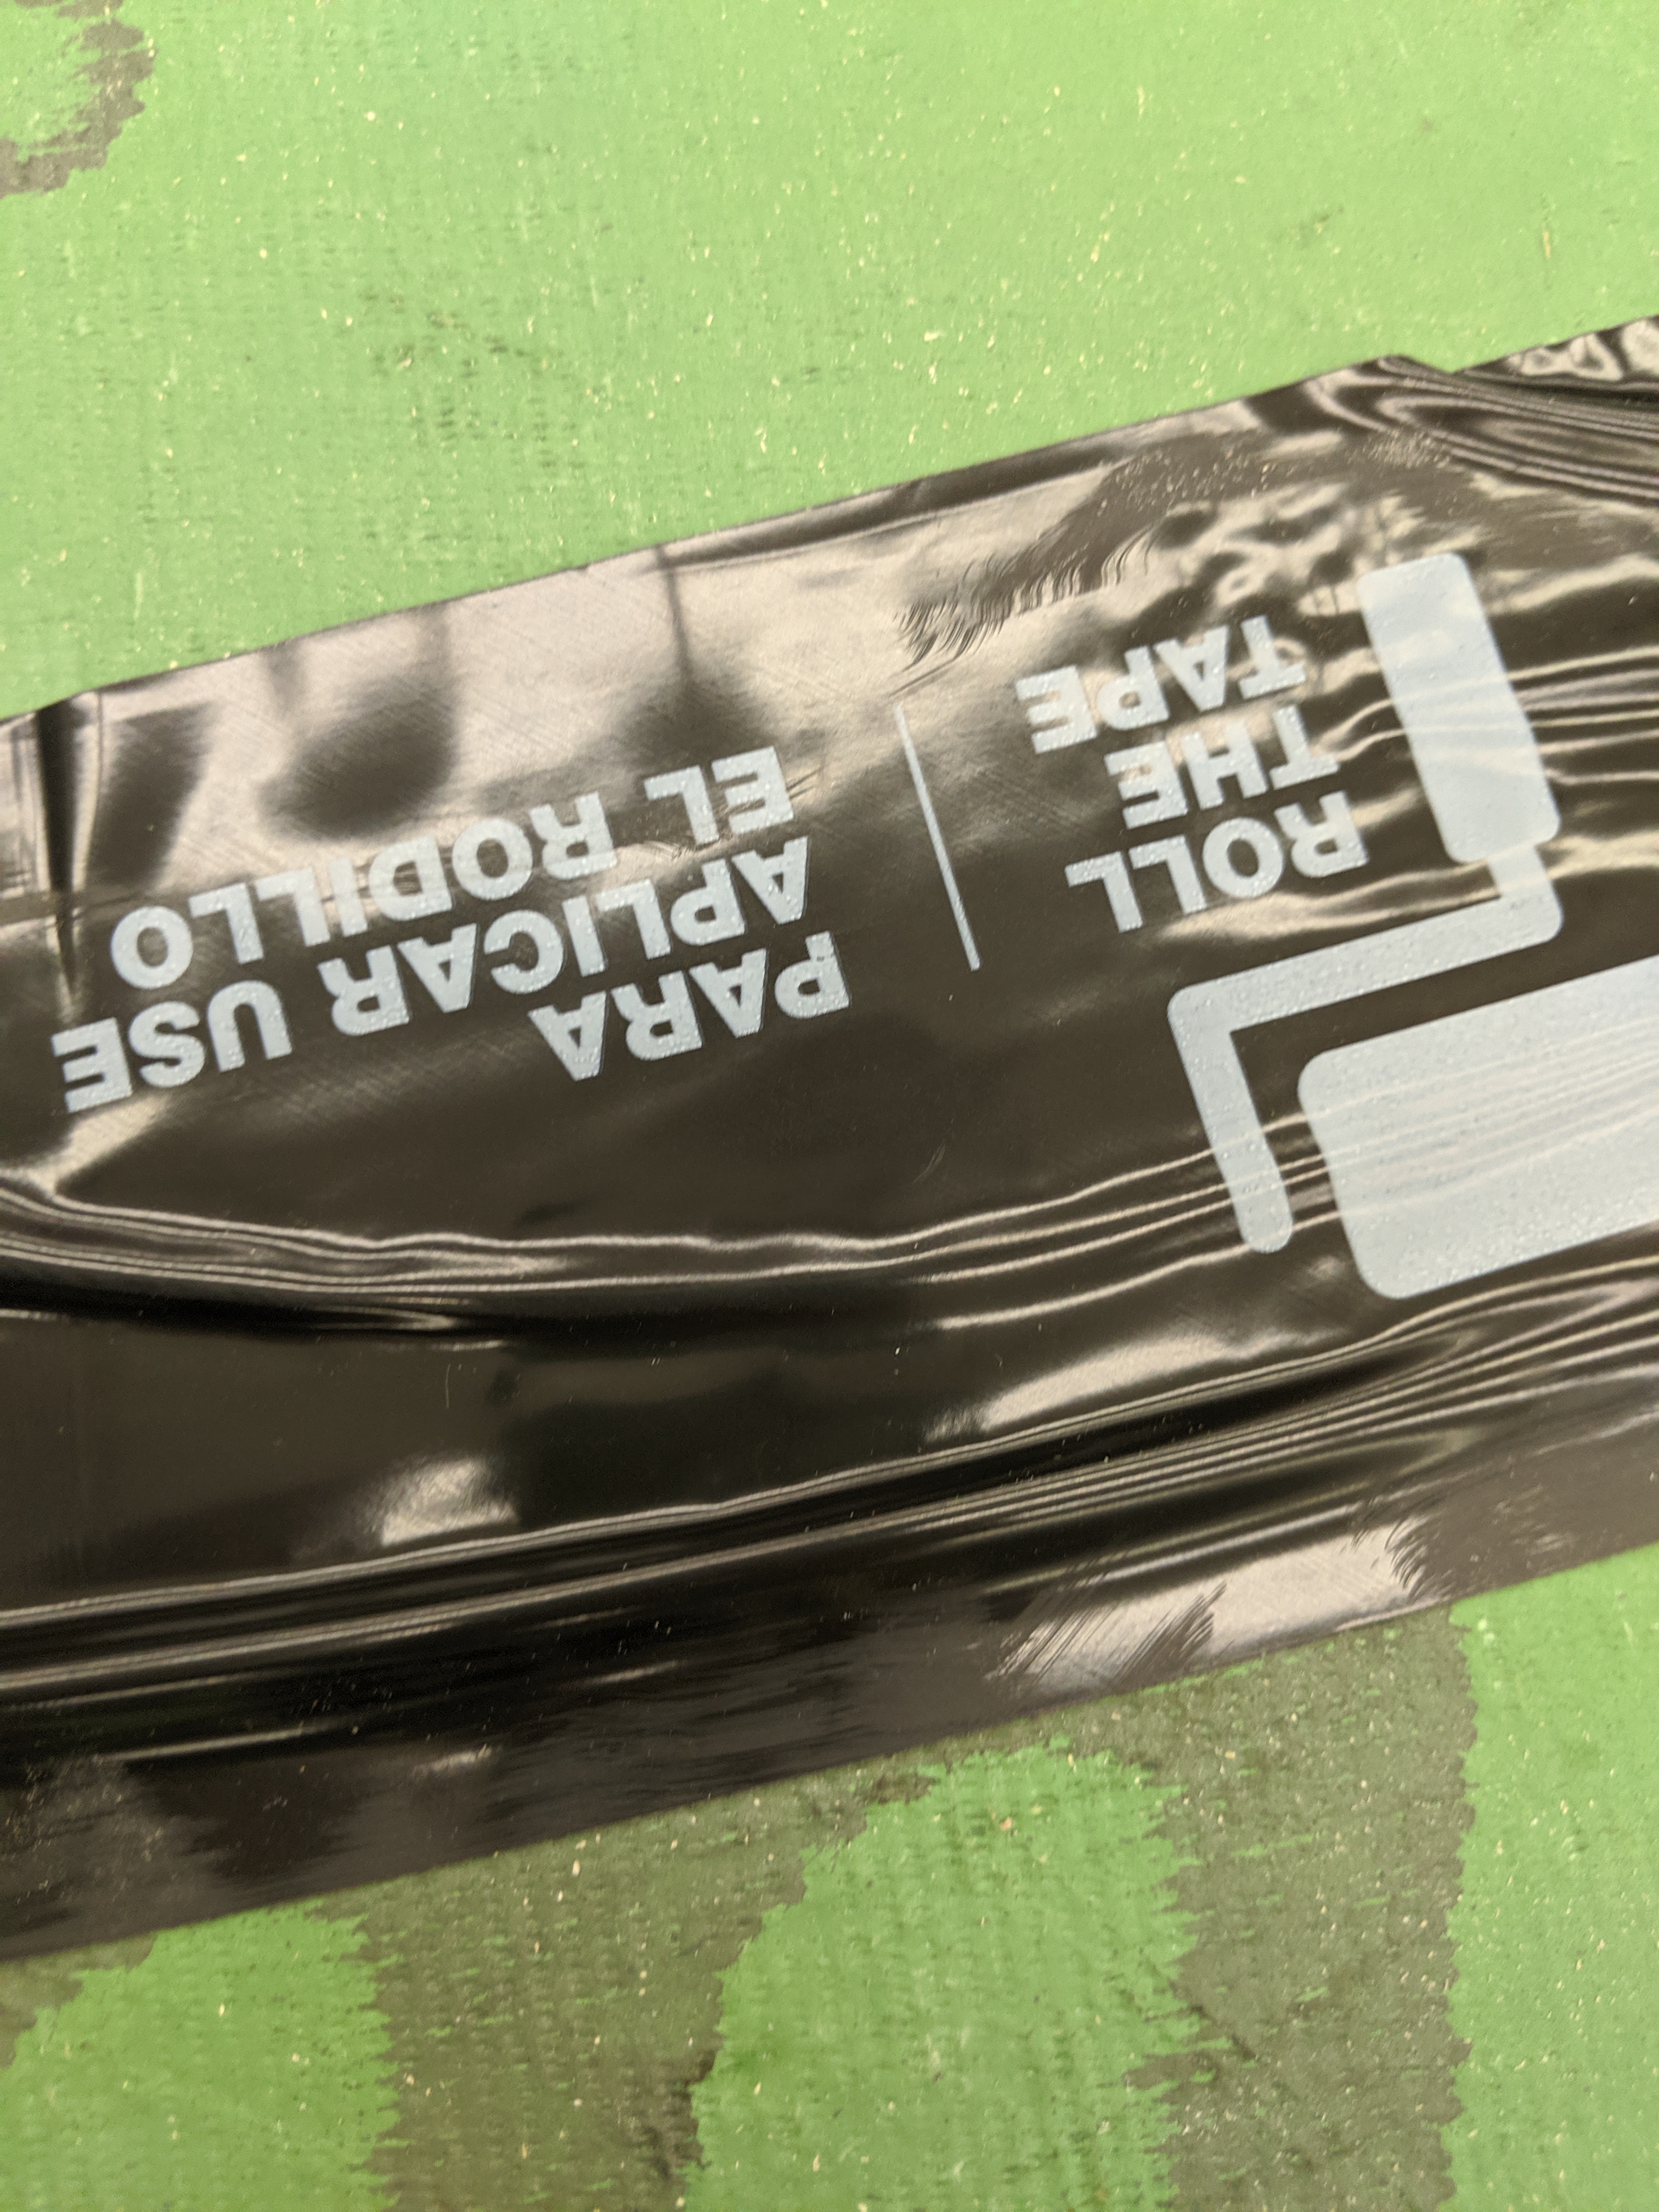 ROLL
THE
TAPE
PARA
APLICAR USE
EL RODILLO